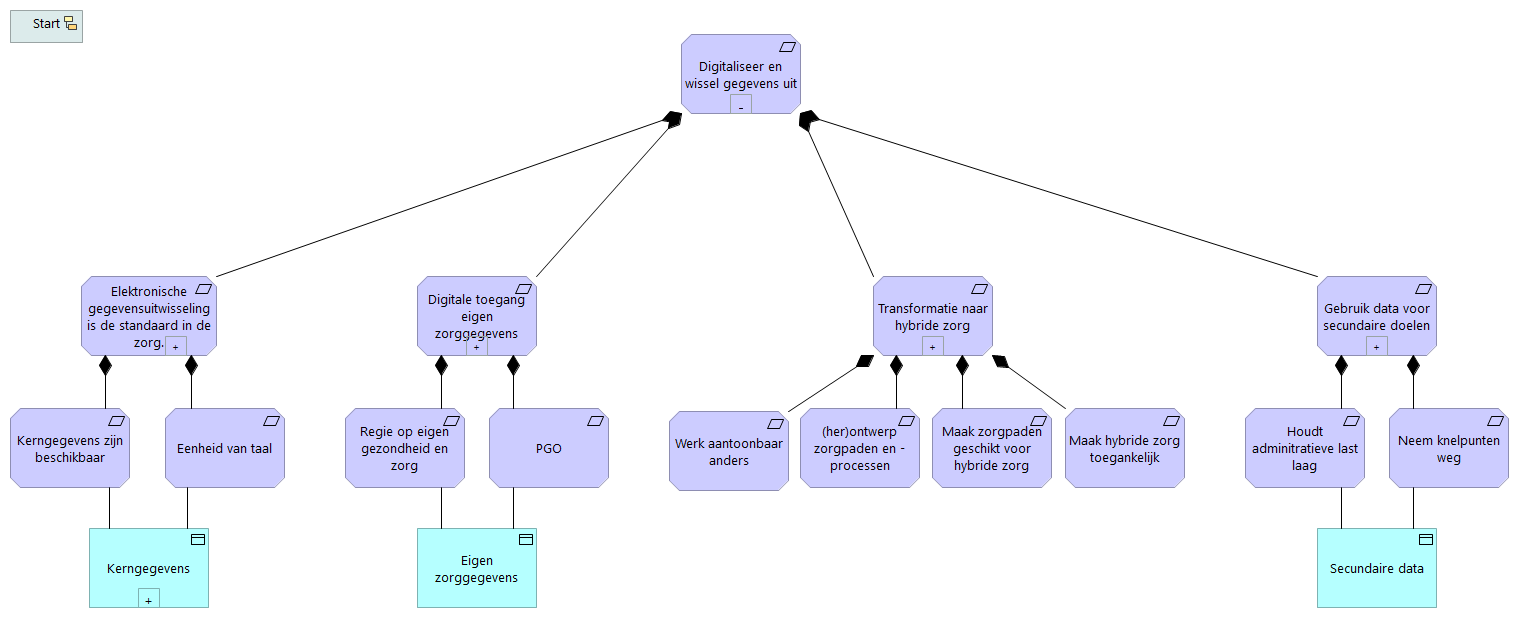 Start
Digitaliseer en
wissel gegevens uit
-
Elektronische
gegevensuitwisseling
is de standaard in de
zorg.
+
Digitale toegang
eigen
zorggegevens
+
Transformatie naar
hybride zorg
+
Gebruik data voor
secundaire doelen
+
Kerngegevens zijn
beschikbaar
Eenheid van taal
Regie op eigen
gezondheid en
zorg
PGO
Werk aantoonbaar
anders
(her)ontwerp
zorgpaden en -
processen
Maak zorgpaden
geschikt voor
hybride zorg
Maak hybride zorg
toegankelijk
Houdt
adminitratieve last
laag
Neem knelpunten
weg
Kerngegevens
+
Eigen
zorggegevens
Secundaire data